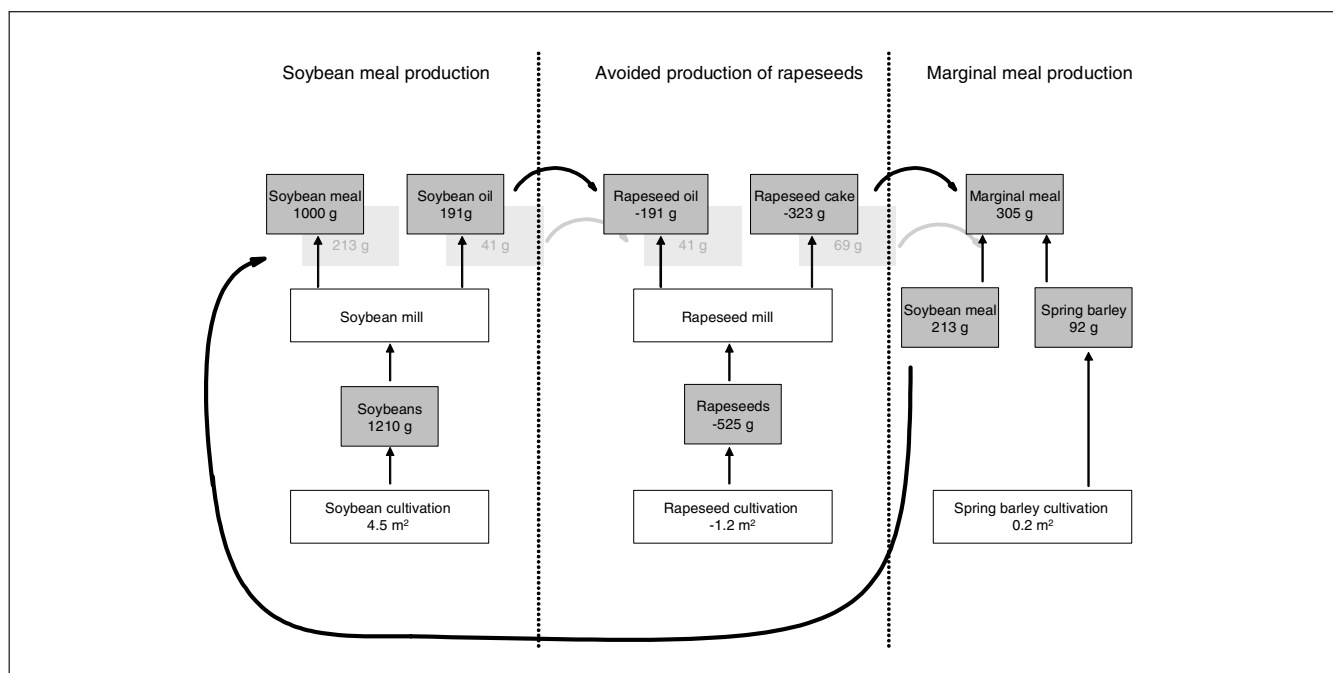 Soybean meal production
Avoided production of rapeseeds
Marginal meal production
Soybean meal
1000 g
Soybean oil
191g
Rapeseed oil
-191 g
Rapeseed cake
-323 g
Marginal meal
305 g
213 g
41 g
41 g
69 g
Soybean mill
Rapeseed mill
Soybean meal
213 g
Spring barley
92 g
Soybeans
1210 g
Rapeseeds
-525 g
Soybean cultivation
4.5 m²
Rapeseed cultivation
-1.2 m²
Spring barley cultivation
0.2 m²